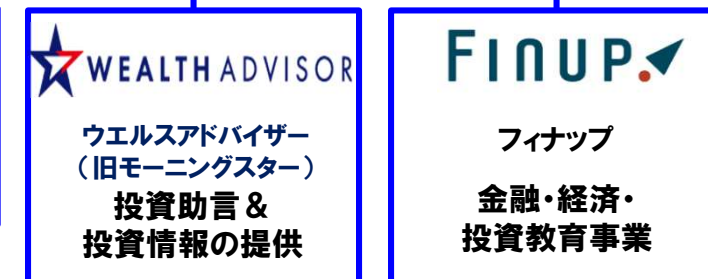 WEALTH ADVISOR
ウエルスアドバイザー
（旧モーニングスター）
投資助言＆
投資情報の提供
FINUP.
フィナップ
金融・経済・
投資教育事業